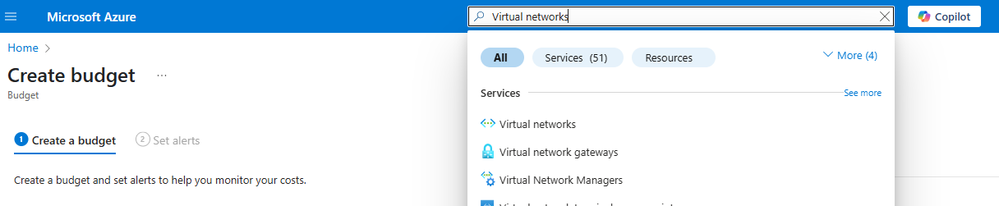 Microsoft Azure
Virtual networks
Copilot
Home
Create budget
...
Budget
1 Create a budget
2 Set alerts
Create a budget and set alerts to help you monitor your costs.
All
Services (51)
Resources
More (4)
Services
See more
Virtual networks
Virtual network gateways
Virtual Network Managers